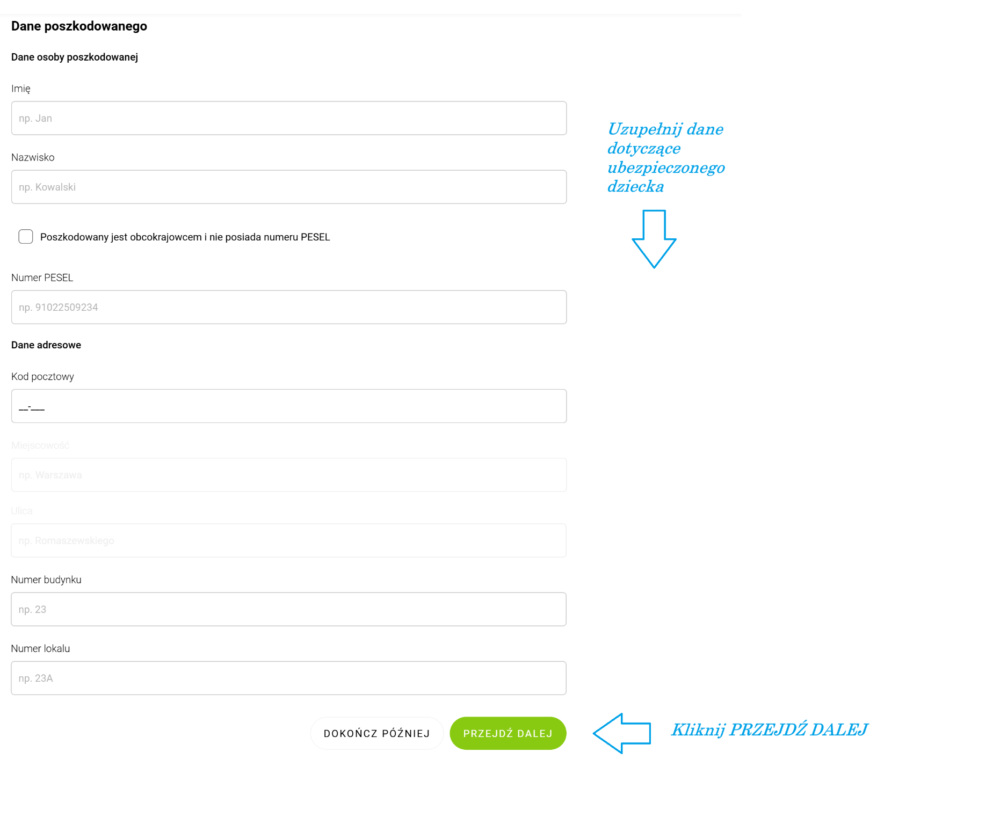 Dane poszkodowanego
Dane osoby poszkodowanej
Imię
np. Jan
Nazwisko
np. Kowalski
Uzupełnij dane
dotyczące
ubezpieczonego
dziecka
Poszkodowany jest obcokrajowcem i nie posiada numeru PESEL
Numer PESEL
np. 91022509234
Dane adresowe
Kod pocztowy
__-___
Miejscowość
np. Warszawa
Ulica
np. Romaszewskiego
Numer budynku
np. 23
Numer lokalu
np. 23A
DOKOŃCZ PÓŹNIEJ
PRZEJDŹ DALEJ
Kliknij PRZEJDŹ DALEJ